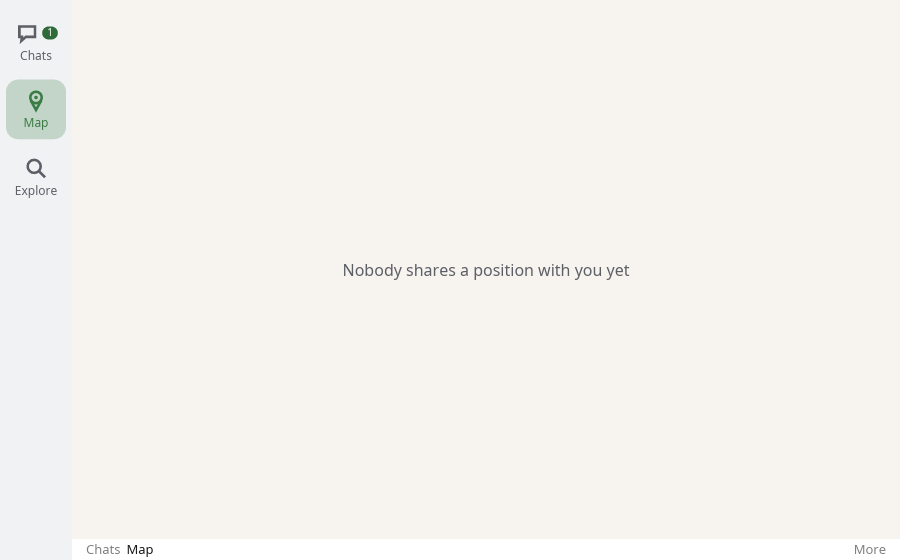 1
Chats
Map
Explore
Nobody shares a position with you yet
Chats Map More